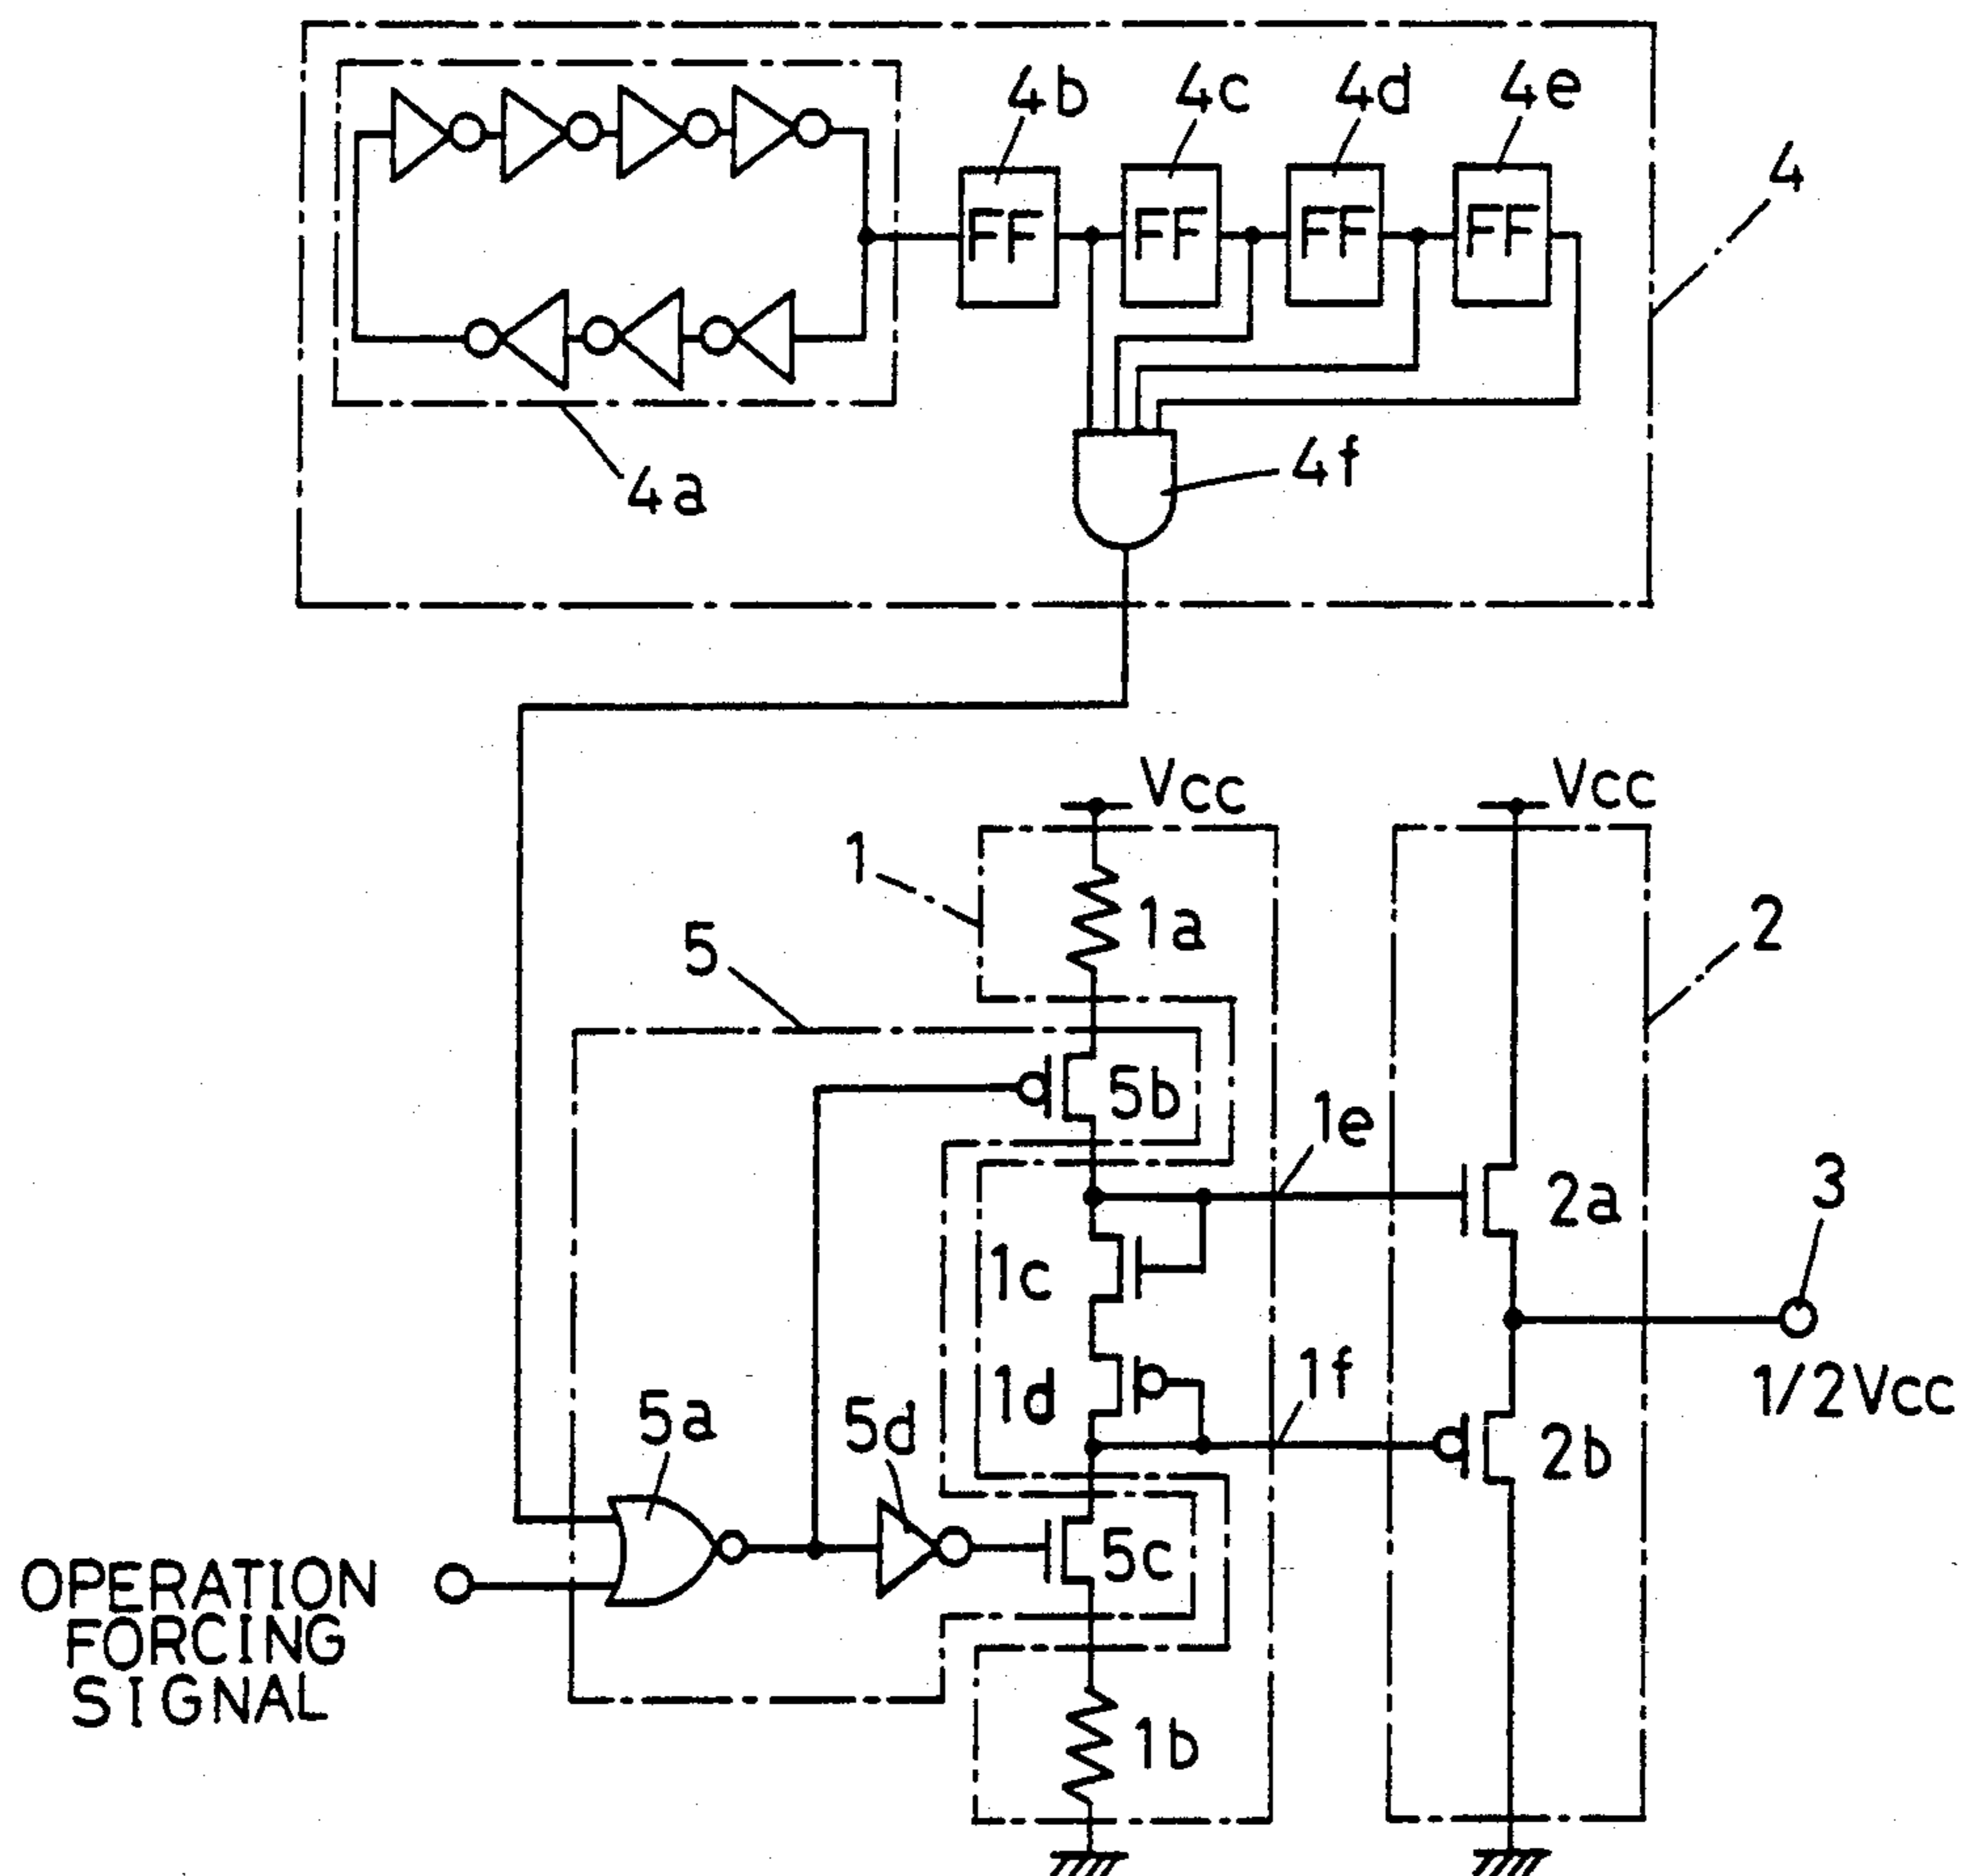 4b
4c
4d
4e
4
FF
FF
FF
FF
4a
4f
Vcc
Vcc
1
1a
2
5
5b
1e
2a
3
1c
1d
1f
1/2Vcc
5a
5d
2b
5c
OPERATION
FORCING
SIGNAL
1b